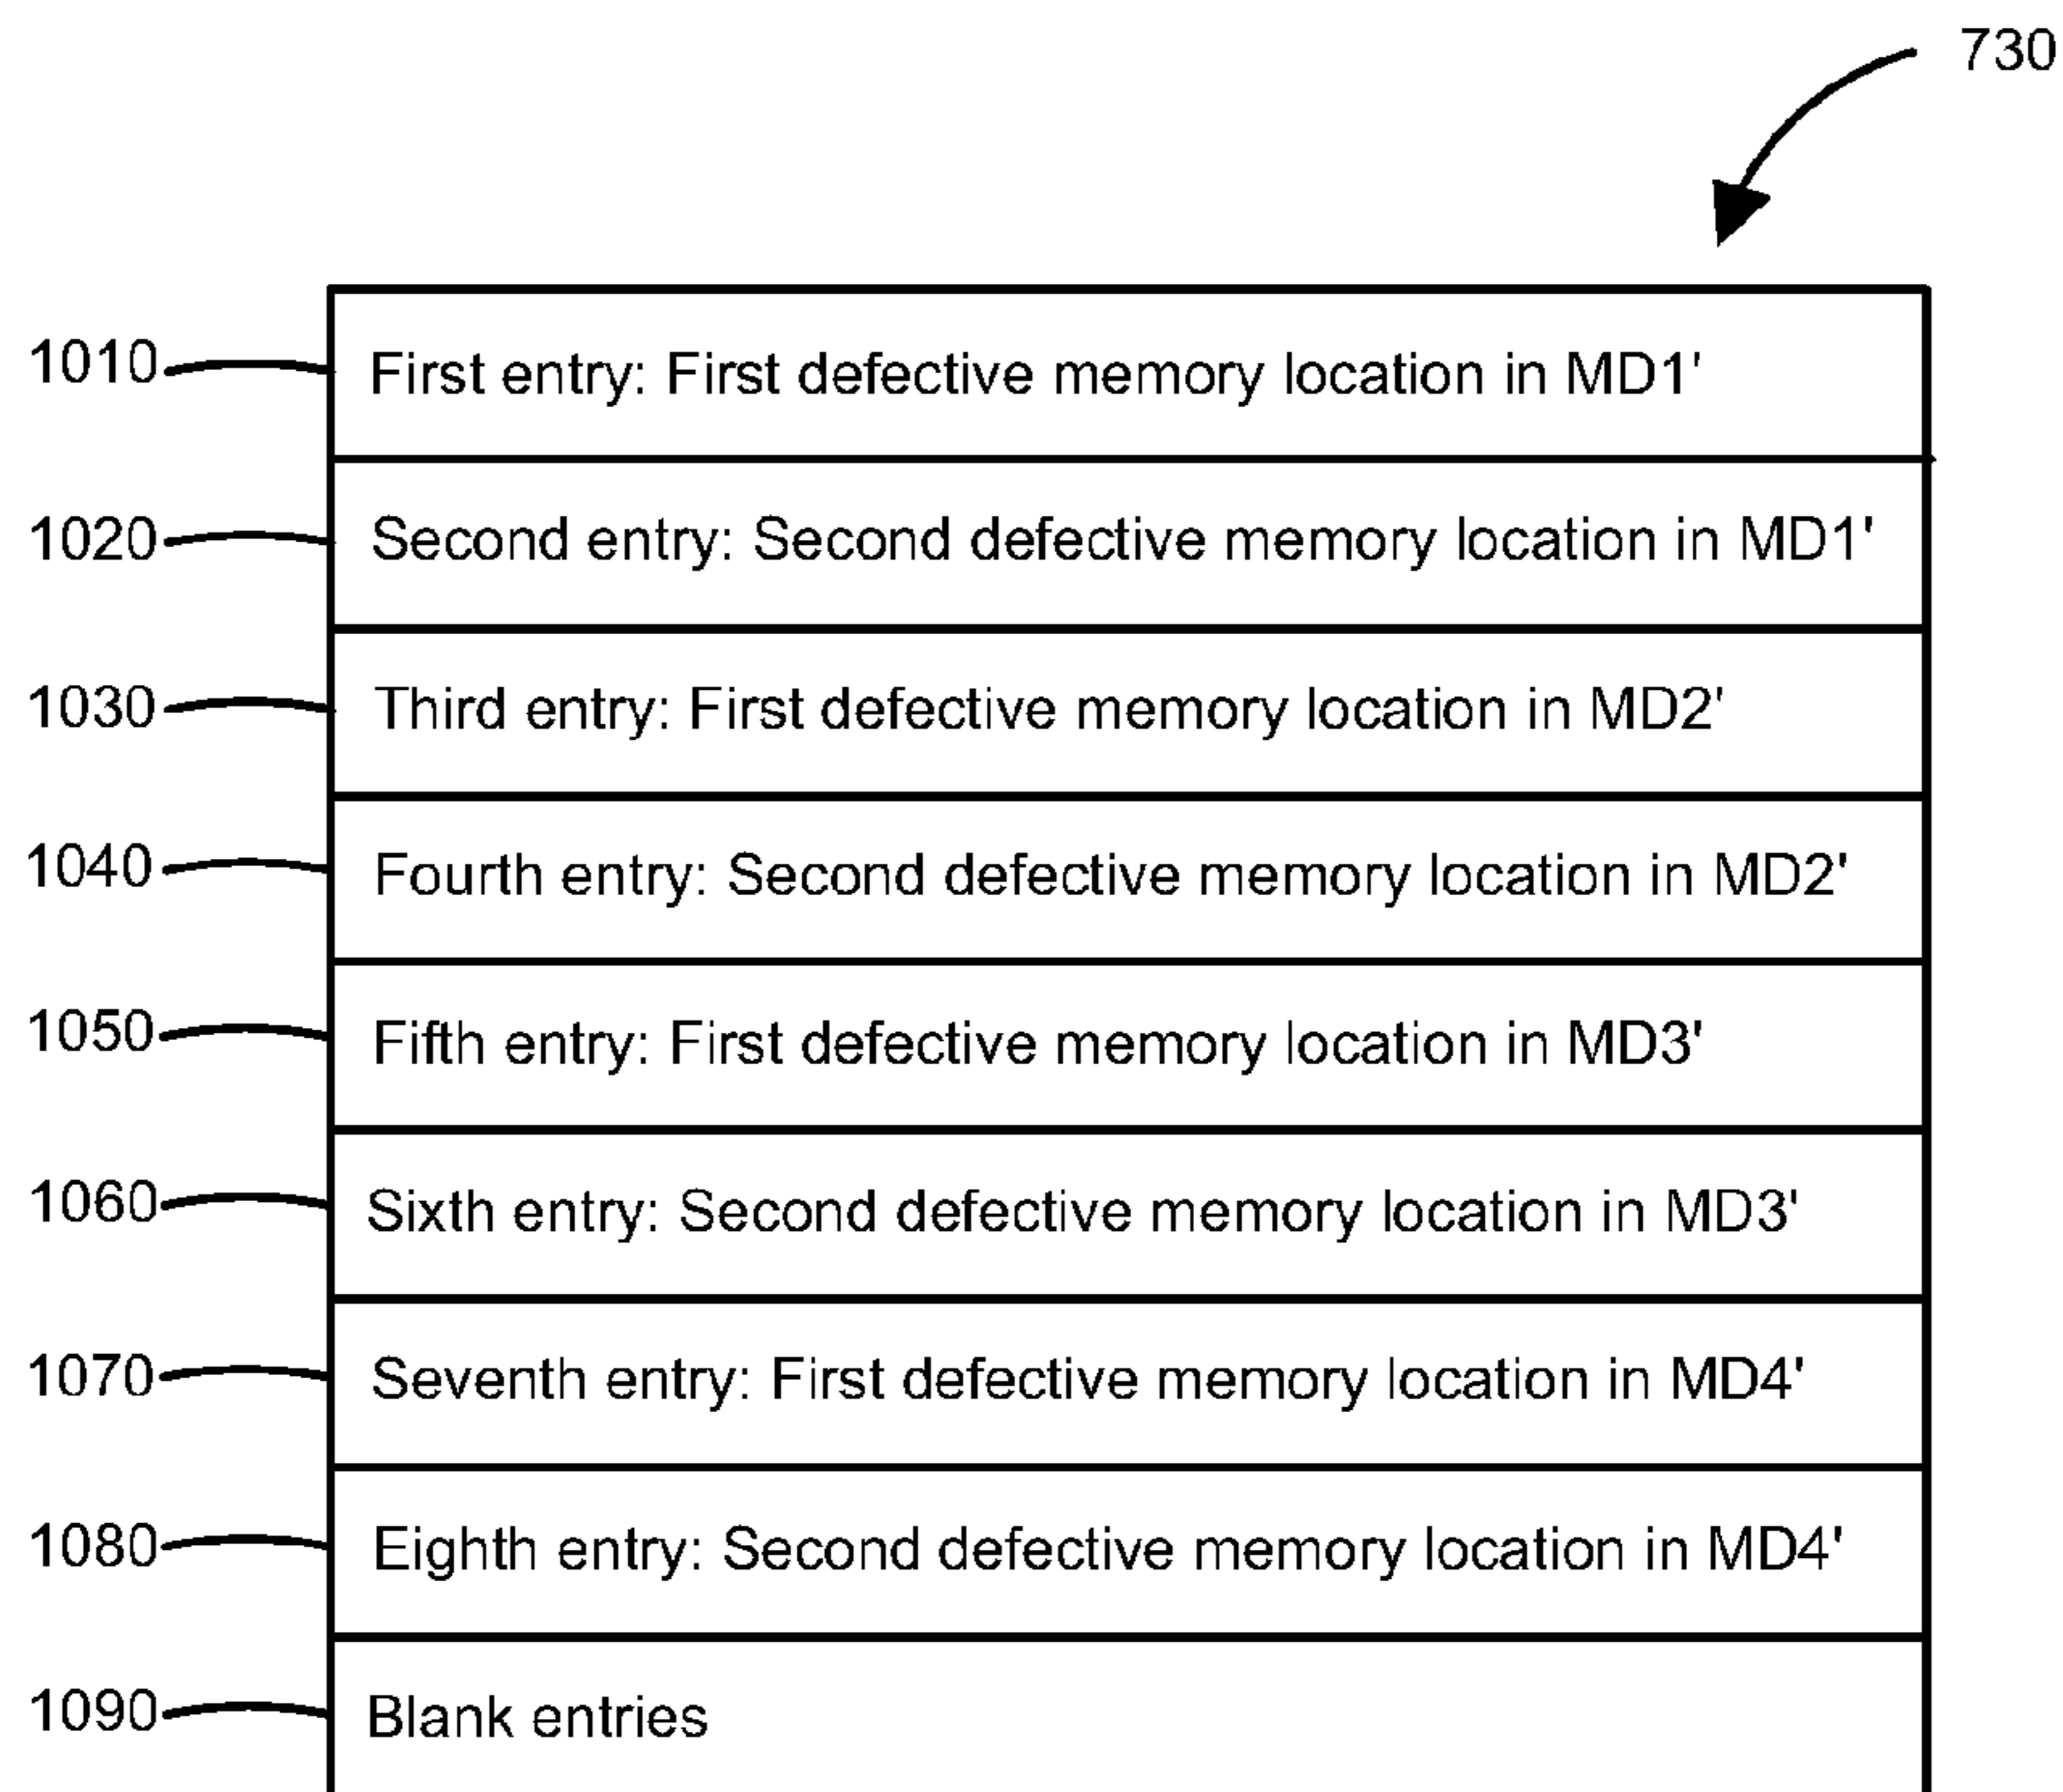 730
1010 First entry: First defective memory location in MD1'
1020 Second entry: Second defective memory location in MD1'
1030 Third entry: First defective memory location in MD2'
1040 Fourth entry: Second defective memory location in MD2'
1050 Fifth entry: First defective memory location in MD3'
1060 Sixth entry: Second defective memory location in MD3'
1070 Seventh entry: First defective memory location in MD4'
1080 Eighth entry: Second defective memory location in MD4'
1090 Blank entries